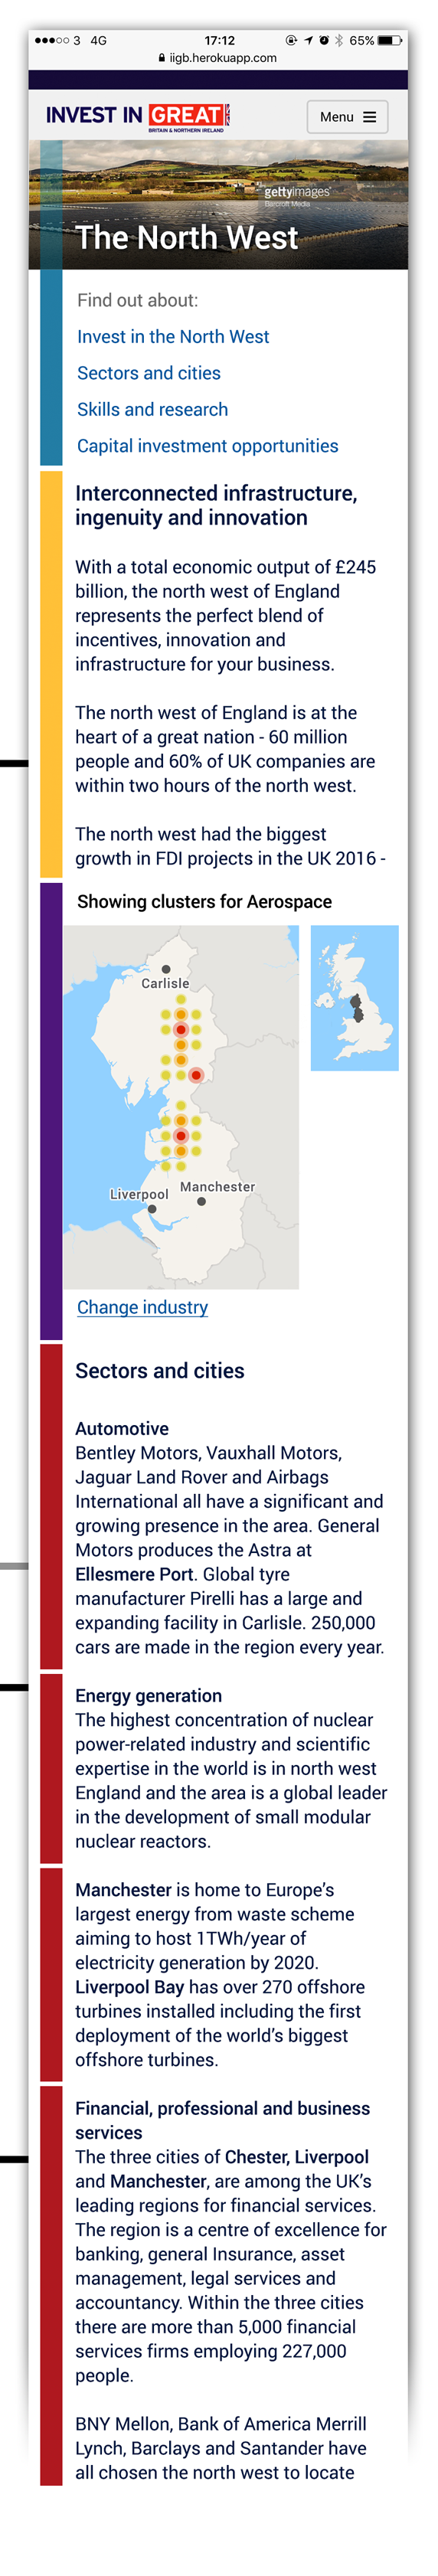 3 4G 17:12 65%
iigb.herokuapp.com
INVEST IN GREAT
BRITAIN & NORTHERN IRELAND
Menu
gettyimages®
Barcroft Media
The North West
Find out about:
Invest in the North West
Sectors and cities
Skills and research
Capital investment opportunities
Interconnected infrastructure,
ingenuity and innovation
With a total economic output of £245
billion, the north west of England
represents the perfect blend of
incentives, innovation and
infrastructure for your business.
The north west of England is at the
heart of a great nation - 60 million
people and 60% of UK companies are
within two hours of the north west.
The north west had the biggest
growth in FDI projects in the UK 2016 -
Showing clusters for Aerospace
Carlisle
Manchester
Liverpool
Change industry
Sectors and cities
Automotive
Bentley Motors, Vauxhall Motors,
Jaguar Land Rover and Airbags
International all have a significant and
growing presence in the area. General
Motors produces the Astra at
Ellesmere Port. Global tyre
manufacturer Pirelli has a large and
expanding facility in Carlisle. 250,000
cars are made in the region every year.
Energy generation
The highest concentration of nuclear
power-related industry and scientific
expertise in the world is in north west
England and the area is a global leader
in the development of small modular
nuclear reactors.
Manchester is home to Europe's
largest energy from waste scheme
aiming to host 1TWh/year of
electricity generation by 2020.
Liverpool Bay has over 270 offshore
turbines installed including the first
deployment of the world's biggest
offshore turbines.
Financial, professional and business
services
The three cities of Chester, Liverpool
and Manchester, are among the UK's
leading regions for financial services.
The region is a centre of excellence for
banking, general Insurance, asset
management, legal services and
accountancy. Within the three cities
there are more than 5,000 financial
services firms employing 227,000
people.
BNY Mellon, Bank of America Merrill
Lynch, Barclays and Santander have
all chosen the north west to locate